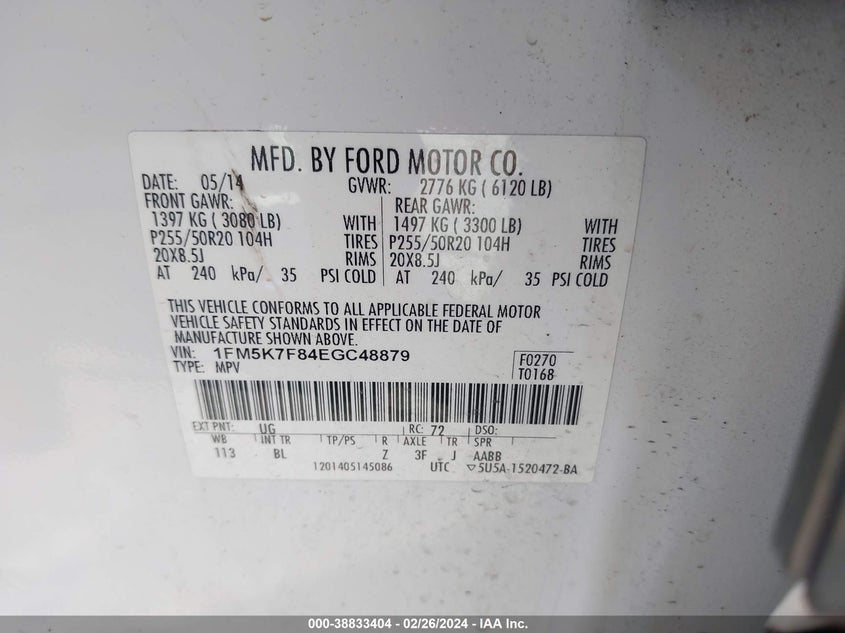 MFD. BY FORD MOTOR CO.
DATE: 05/14 GVWR: 2776 KG ( 6120 LB)
FRONT GAWR: REAR GAWR:
1397 KG ( 3080 LB) WITH 1497 KG ( 3300 LB) WITH
P255/50R20 104H TIRES P255/50R20 104H TIRES
20X8.5J RIMS 20X8.5J RIMS
AT 240 kPa/ 35 PSI COLD AT 240 kPa/ 35 PSI COLD
THIS VEHICLE CONFORMS TO ALL APPLICABLE FEDERAL MOTOR
VEHICLE SAFETY STANDARDS IN EFFECT ON THE DATE OF
MANUFACTURE SHOWN ABOVE.
VIN: 1FM5K7F84EGC48879 F0270
TYPE: MPV T0168
EXT PNT: UG RC: 72 DSO:
WB INT TR TP/PS R AXLE TR SPR
113 BL Z 3F J AABB
1201405145086 UTC ▽5U5A-1520472-BA
000-38833404 - 02/26/2024 - IAA Inc.